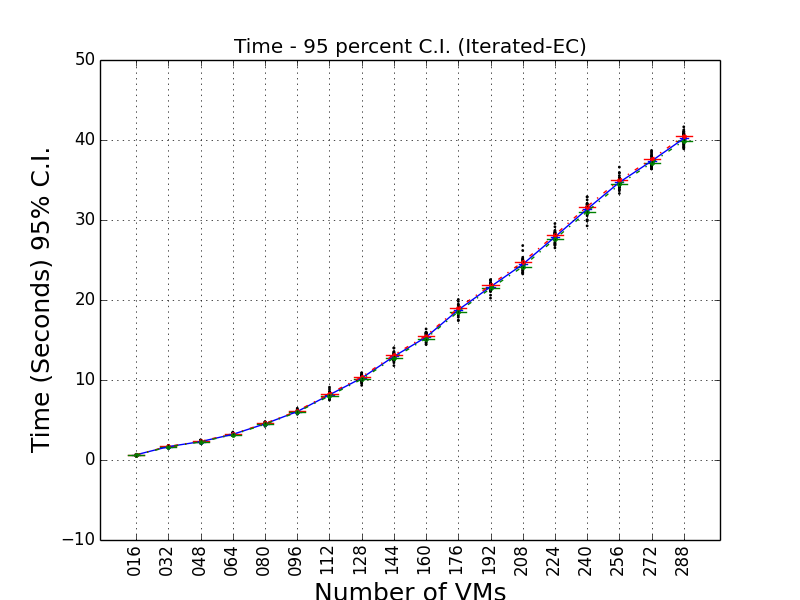 Time - 95 percent C.I. (Iterated-EC)
50
40
30
20
10
0
−10
Time (Seconds) 95% C.I.
016 032 048 064 080 096 112 128 144 160 176 192 208 224 240 256 272 288
Number of VMs